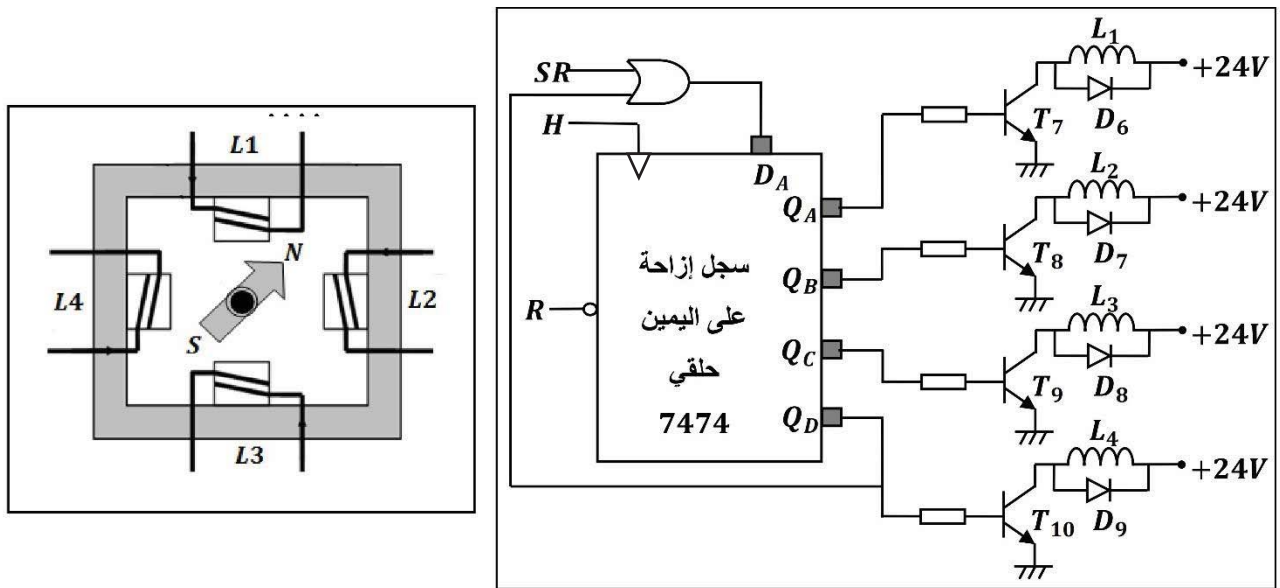 L1
N
L4
L2
S
L3
SR
H
R
D_A
Q_A
Q_B
Q_C
Q_D
سجل إزاحة
على اليمين
حلقي
7474
L₁
+24V
T₇
D₆
L₂
+24V
T₈
D₇
L₃
+24V
T₉
D₈
L₄
+24V
T₁₀
D₉